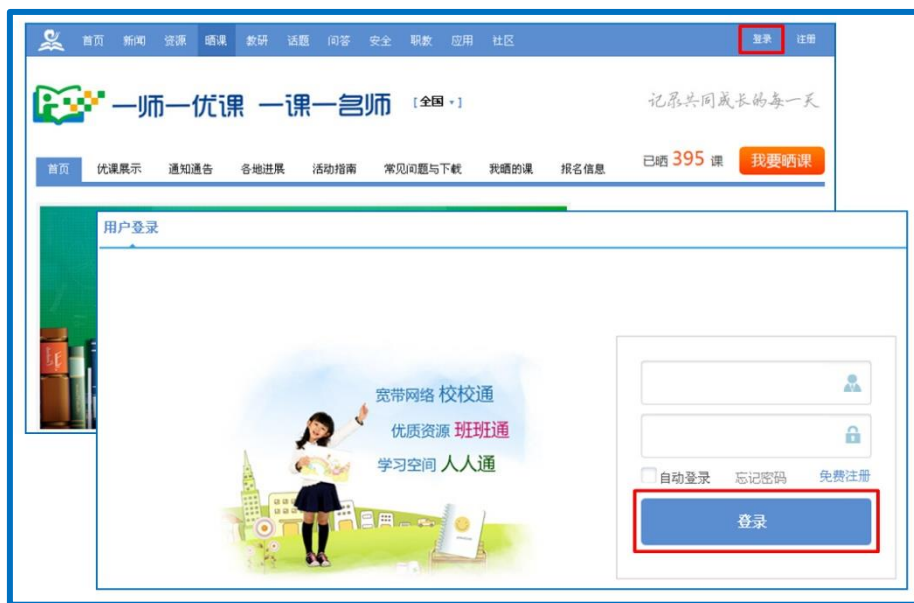 首页 新闻 资源 晒课 教研 话题 问答 安全 职教 应用 社区 登录 注册
一师一优课 一课一名师 [全国]
记录共同成长的每一天
首页 优课展示 通知通告 各地进展 活动指南 常见问题与下载 我晒的课 报名信息 已晒 395 课 我要晒课
用户登录
宽带网络 校校通
优质资源 班班通
学习空间 人人通
自动登录 忘记密码 免费注册
登录